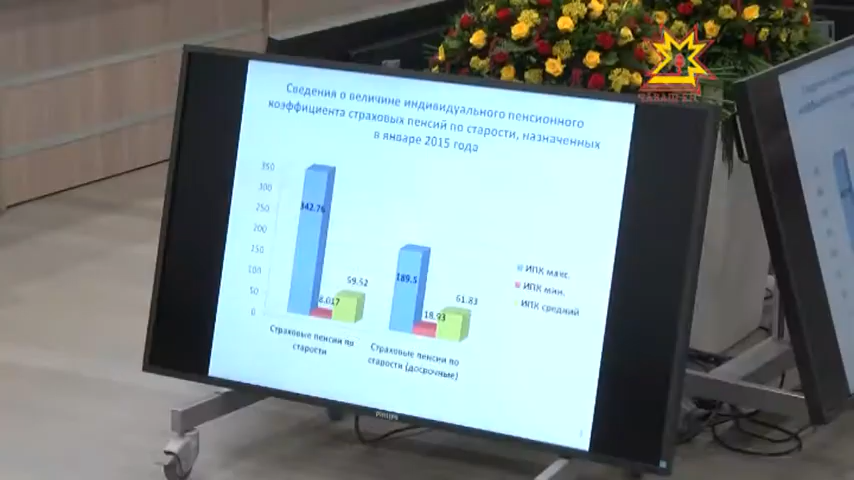 Сведения о величине индивидуального пенсионного
коэффициента страховых пенсий по старости, назначенных
в январе 2015 года
350
300
250
200
150
100
50
0
342.76
8.017
59.52
189.5
18.93
61.83
Страховые пенсии по
старости
Страховые пенсии по
старости (досрочные)
ИПК макс.
ИПК мин.
ИПК средний
PHILIPS